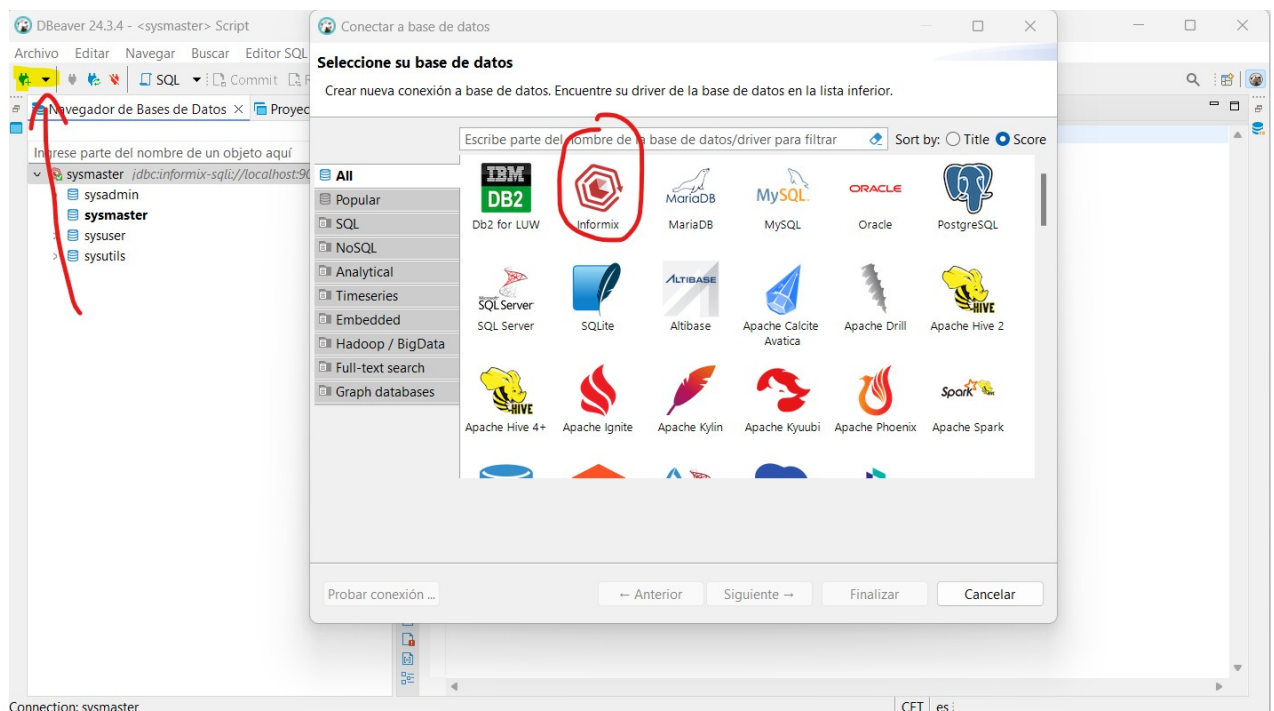 DBeaver 24.3.4 - <sysmaster> Script
Archivo Editar Navegar Buscar Editor SQL
SQL Commit
Navegador de Bases de Datos Proyec
Ingrese parte del nombre de un objeto aquí
sysmaster jdbc:informix-sqli://localhost:90
sysadmin
sysmaster
sysuser
sysutils
Conectar a base de datos
Seleccione su base de datos
Crear nueva conexión a base de datos. Encuentre su driver de la base de datos en la lista inferior.
Escribe parte del nombre de la base de datos/driver para filtrar
Sort by: Title Score
All
Popular
SQL
NoSQL
Analytical
Timeseries
Embedded
Hadoop / BigData
Full-text search
Graph databases
IBM DB2 MariaDB MySQL ORACLE
Db2 for LUW Informix MariaDB MySQL Oracle PostgreSQL
Microsoft SQL Server ALTIBASE HIVE
SQL Server SQLite Altibase Apache Calcite Avatica Apache Drill Apache Hive 2
HIVE Spark
Apache Hive 4+ Apache Ignite Apache Kylin Apache Kyuubi Apache Phoenix Apache Spark
Probar conexión ... ← Anterior Siguiente → Finalizar Cancelar
Connection: sysmaster
CET es